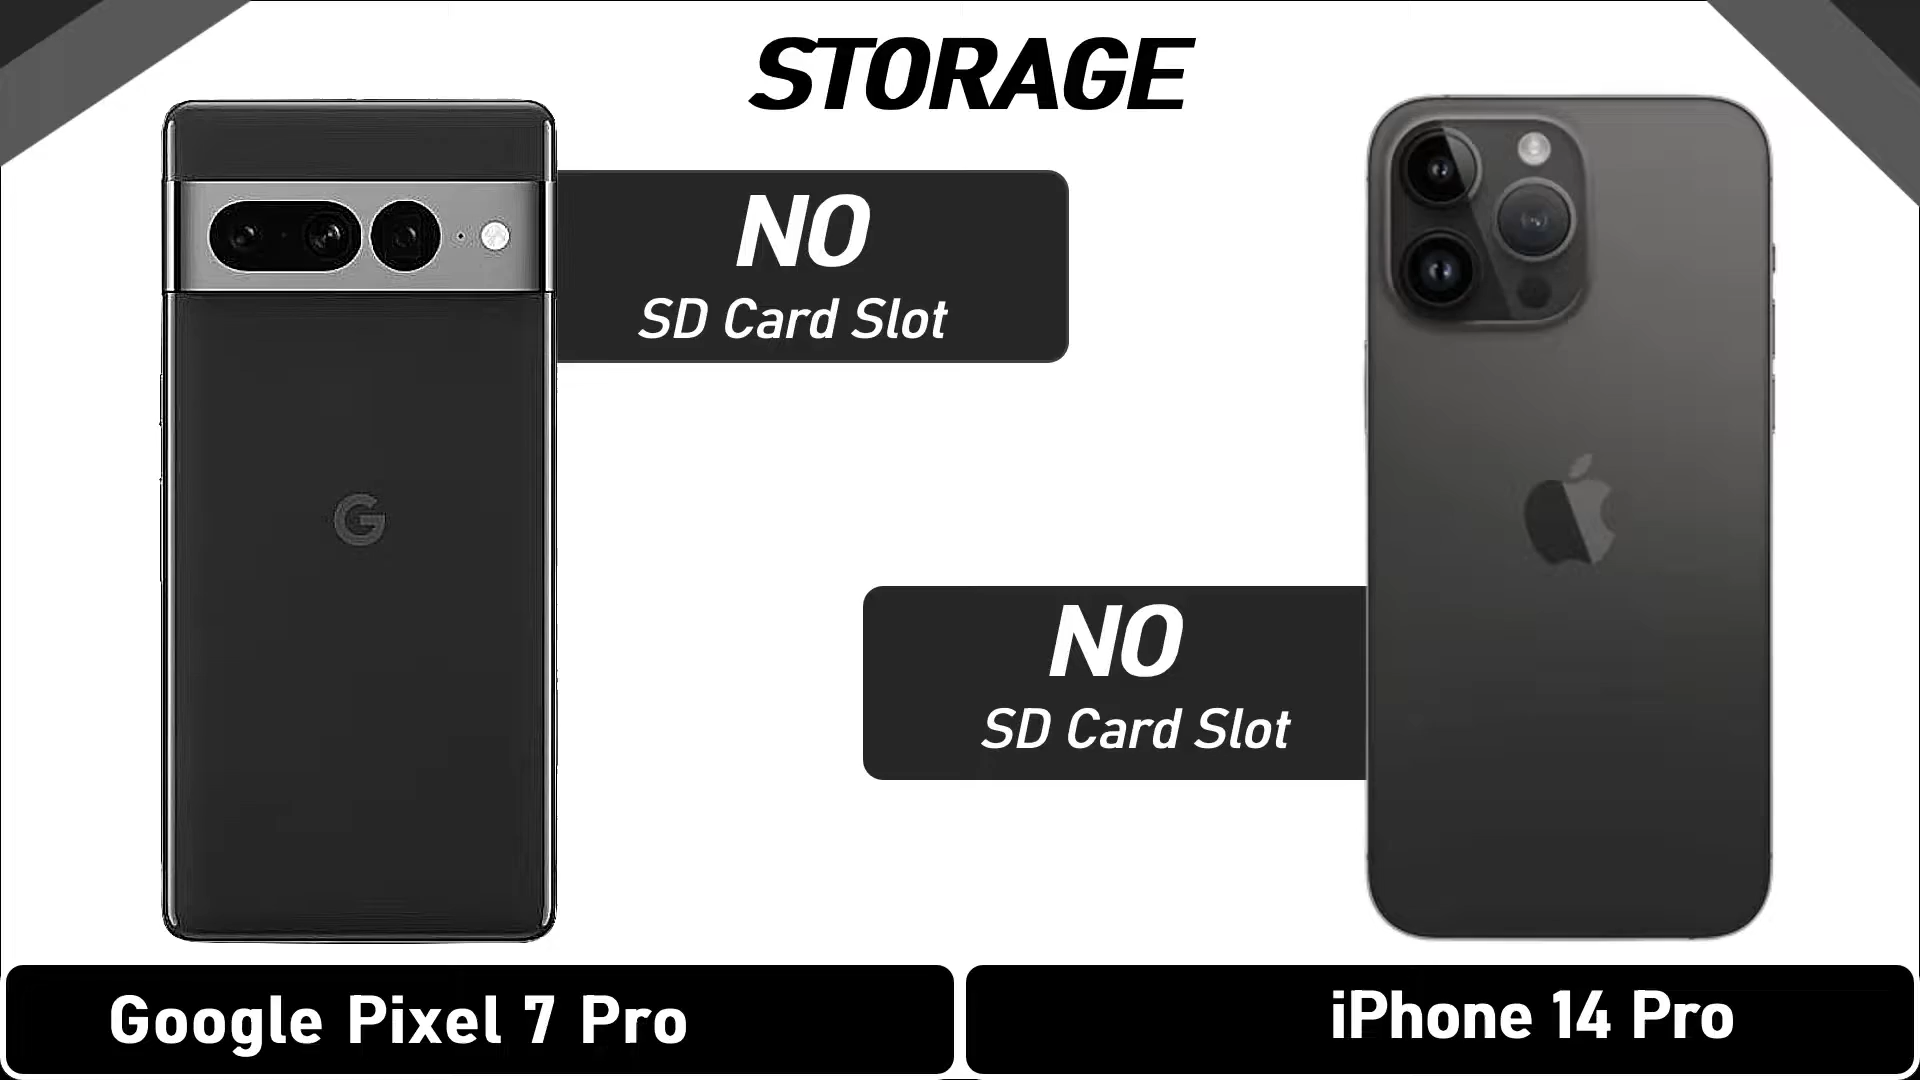 STORAGE
NO
SD Card Slot
NO
SD Card Slot
Google Pixel 7 Pro
iPhone 14 Pro